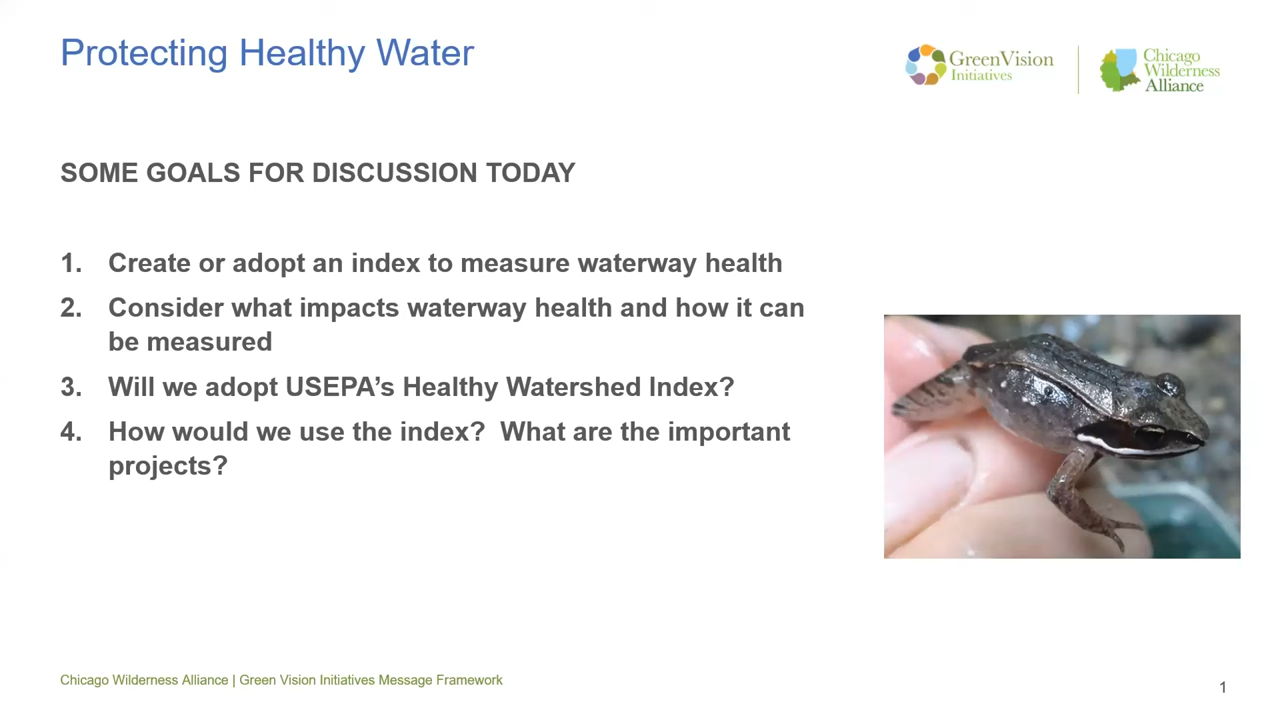 Protecting Healthy Water
GreenVision
Initiatives
Chicago
Wilderness
Alliance
SOME GOALS FOR DISCUSSION TODAY
1. Create or adopt an index to measure waterway health
2. Consider what impacts waterway health and how it can
be measured
3. Will we adopt USEPA’s Healthy Watershed Index?
4. How would we use the index?  What are the important
projects?
Chicago Wilderness Alliance | Green Vision Initiatives Message Framework
1